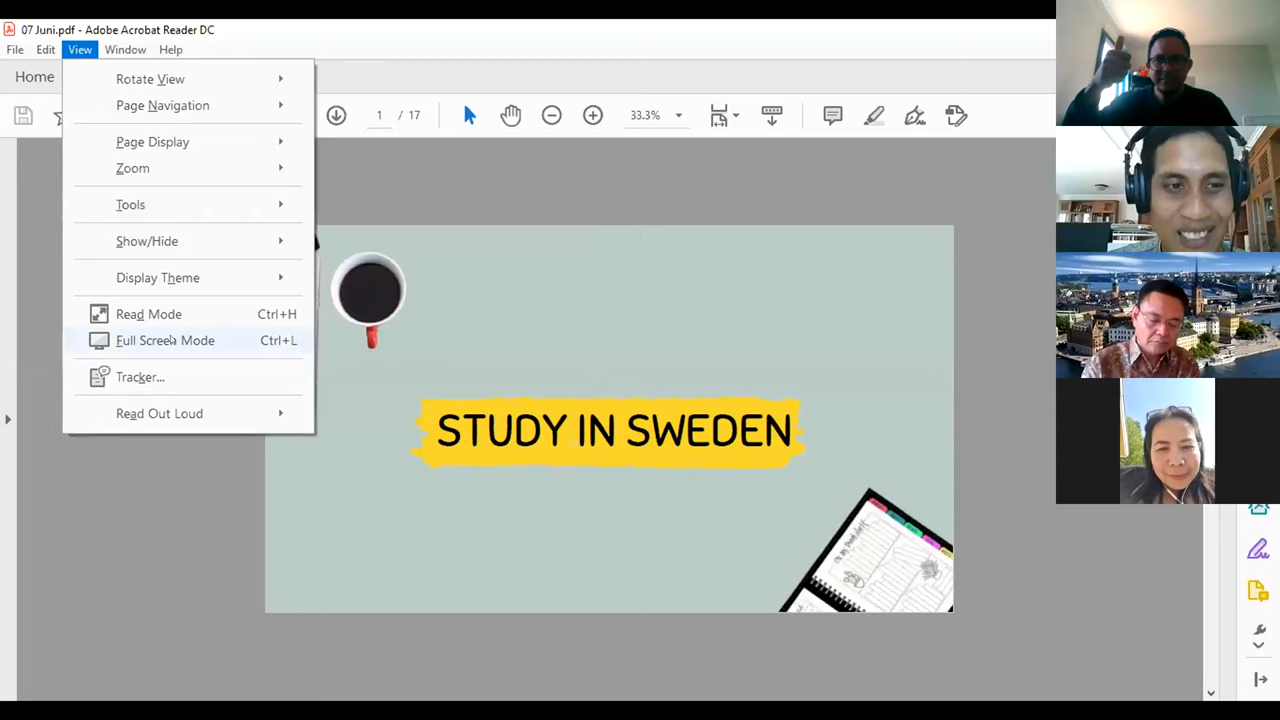 07 Juni.pdf - Adobe Acrobat Reader DC
File Edit View Window Help
Home
1 / 17 33.3%
Rotate View
Page Navigation
Page Display
Zoom
Tools
Show/Hide
Display Theme
Read Mode Ctrl+H
Full Screen Mode Ctrl+L
Tracker...
Read Out Loud
STUDY IN SWEDEN